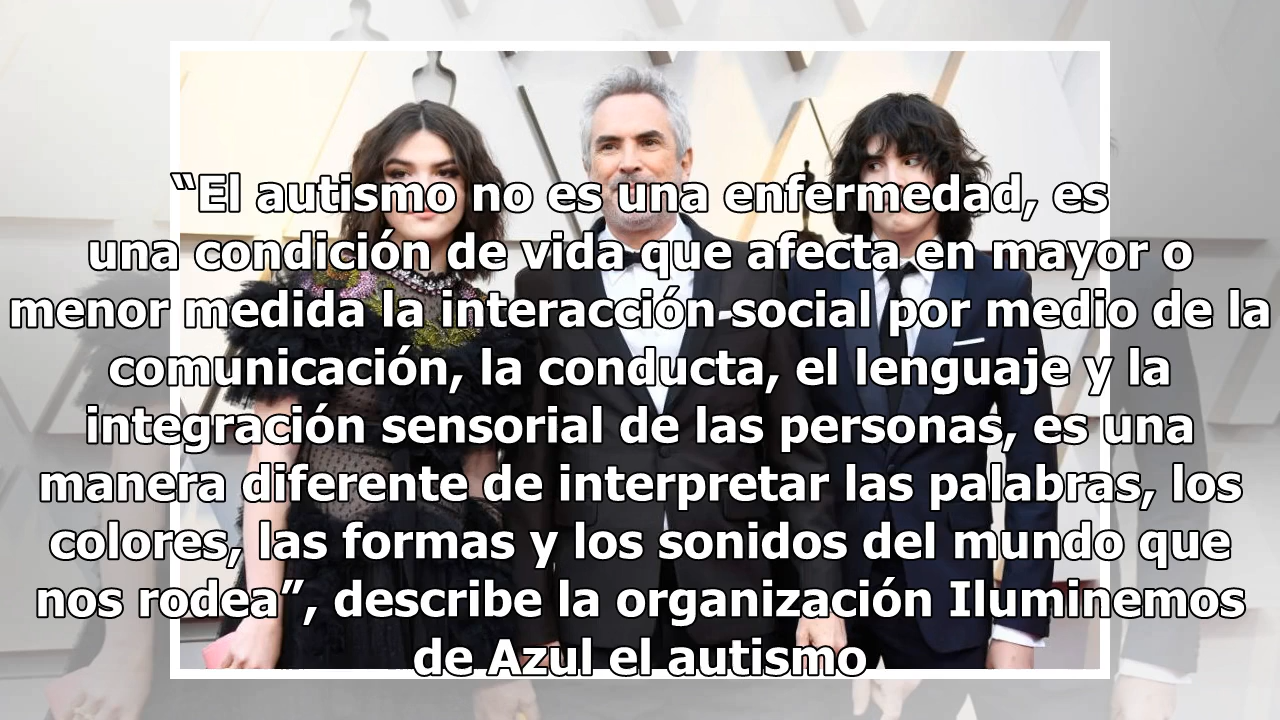 “El autismo no es una enfermedad, es
una condición de vida que afecta en mayor o
menor medida la interacción social por medio de la
comunicación, la conducta, el lenguaje y la
integración sensorial de las personas, es una
manera diferente de interpretar las palabras, los
colores, las formas y los sonidos del mundo que
nos rodea”, describe la organización Iluminemos
de Azul el autismo